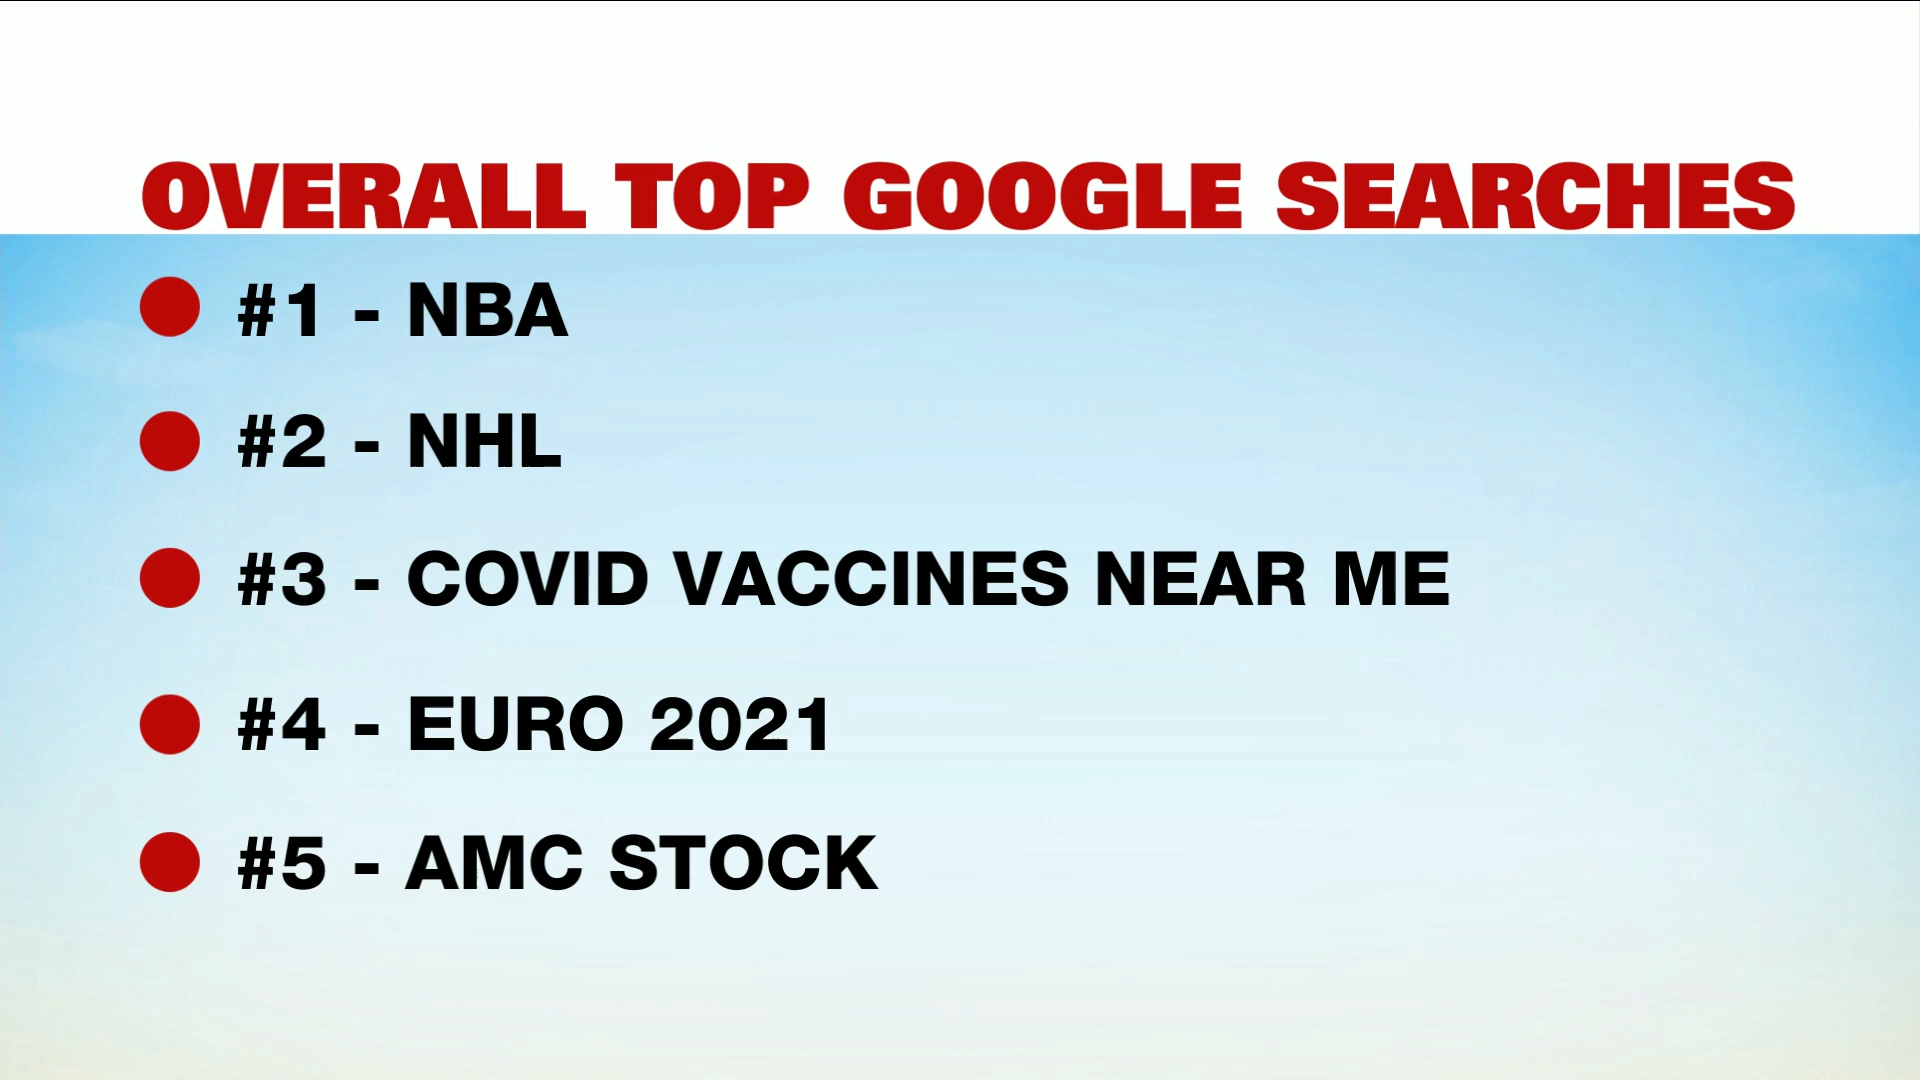 OVERALL TOP GOOGLE SEARCHES
#1 - NBA
#2 - NHL
#3 - COVID VACCINES NEAR ME
#4 - EURO 2021
#5 - AMC STOCK